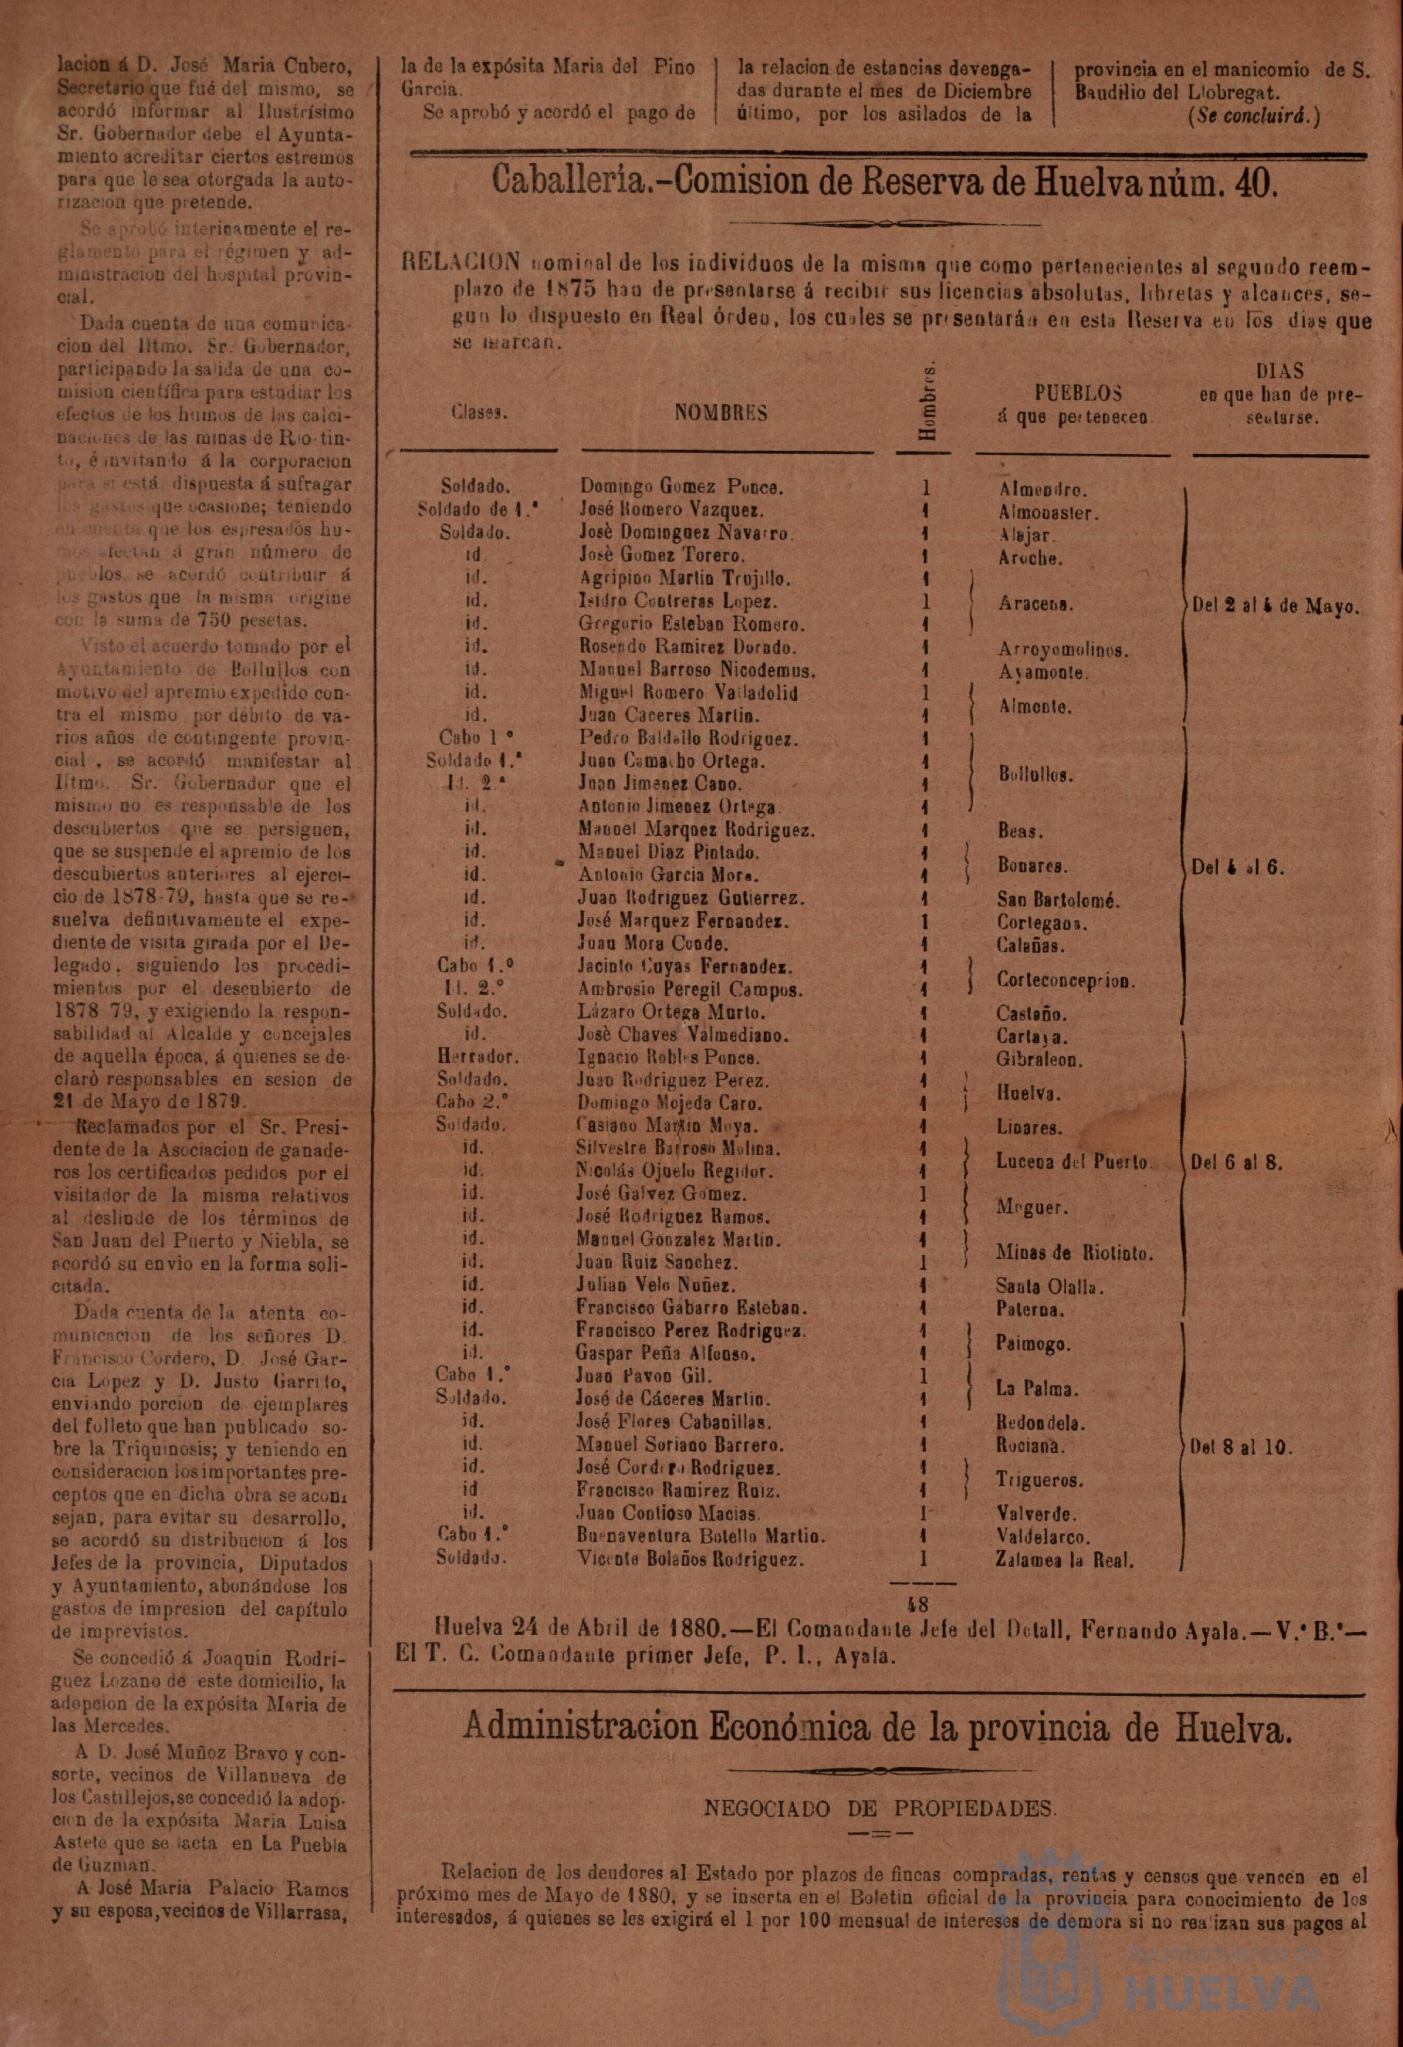 lacion á D. José Maria Cubero,
Secretario que fué del mismo, se
acordó informar al Ilustrísimo
Sr. Gobernador debe el Ayunta-
miento acreditar ciertos estremos
para que le sea otorgada la auto-
rizacion que pretende.
Se aprobó interinamente el re-
glamento para el régimen y ad-
ministracion del hospital provin-
cial.
Dada cuenta de una comunica-
cion del Iltmo. Sr. Gobernador,
participando la salida de una co-
mision científica para estudiar los
efectos de los humos de las calci-
naciones de las minas de Rio-tin-
to, é invitando á la corporacion
para si está dispuesta á sufragar
los gastos que ocasione; teniendo
en cuenta que los espresados hu-
mos afectan á gran número de
pueblos, se acordó contribuir á
los gastos que la misma origine
con la suma de 750 pesetas.
Visto el acuerdo tomado por el
Ayuntamiento de Bollullos con
motivo del apremio expedido con-
tra el mismo por débito de va-
rios años de contingente provin-
cial, se acordó manifestar al
Iltmo. Sr. Gobernador que el
mismo no es responsable de los
descubiertos que se persiguen,
que se suspende el apremio de los
descubiertos anteriores al ejerci-
cio de 1878-79, hasta que se re-
suelva definitivamente el expe-
diente de visita girada por el De-
legado, siguiendo los procedi-
mientos por el descubierto de
1878 79, y exigiendo la respon-
sabilidad al Alcalde y concejales
de aquella época, á quienes se de-
claró responsables en sesion de
21 de Mayo de 1879.
Reclamados por el Sr. Presi-
dente de la Asociacion de ganade-
ros los certificados pedidos por el
visitador de la misma relativos
al deslinde de los términos de
San Juan del Puerto y Niebla, se
acordó su envio en la forma soli-
citada.
Dada cuenta de la atenta co-
municacion de los señores D.
Francisco Cordero, D. José Gar-
cia Lopez y D. Justo Garrito,
enviando porcion de ejemplares
del folleto que han publicado so-
bre la Triquinosis; y teniendo en
consideracion los importantes pre-
ceptos que en dicha obra se acon-
sejan, para evitar su desarrollo,
se acordó su distribucion á los
Jefes de la provincia, Diputados
y Ayuntamiento, abonándose los
gastos de impresion del capítulo
de imprevistos.
Se concedió á Joaquin Rodri-
guez Lozano de este domicilio, la
adopcion de la expósita Maria de
las Mercedes.
A D. José Muñoz Bravo y con-
sorte, vecinos de Villanueva de
los Castillejos, se concedió la adop-
cion de la expósita Maria Luisa
Astete que se lacta en La Puebla
de Guzman.
A José Maria Palacio Ramos
y su esposa, vecinos de Villarrasa,
la de la expósita Maria del Pino
Garcia.
Se aprobó y acordó el pago de
la relacion de estancias devenga-
das durante el mes de Diciembre
último, por los asilados de la
provincia en el manicomio de S.
Baudilio del Llobregat.
(Se concluirá.)
Caballería.-Comision de Reserva de Huelva núm. 40.
RELACION nominal de los individuos de la misma que como pertenecientes al segundo reem-
plazo de 1875 han de presentarse á recibir sus licencias absolutas, libretas y alcances, se-
gun lo dispuesto en Real órden, los cuales se presentarán en esta Reserva en los dias que
se marcan.
Clases. NOMBRES Hombres. PUEBLOS á que pertenecen DIAS en que han de pre-sentarse.
Soldado. Domingo Gomez Ponce. 1 Almendro.
Soldado de 1.ª José Romero Vazquez. 1 Almonaster.
Soldado. Josè Dominguez Navarro. 1 Alajar.
id. Josè Gomez Torero. 1 Aroche.
id. Agripino Martin Trujillo. 1
id. Isidro Contreras Lopez. 1 Aracena. Del 2 al 4 de Mayo.
id. Gregorio Esteban Romero. 1
id. Rosendo Ramirez Dorado. 1 Arroyomolinos.
id. Manuel Barroso Nicodemus. 1 Ayamonte.
id. Miguel Romero Valladolid 1
id. Juan Caceres Martin. 1 Almonte.
Cabo 1º Pedro Baldallo Rodriguez. 1
Soldado 1.ª Juan Camacho Ortega. 1 Bollullos.
Id. 2.ª Juan Jimenez Cano. 1
id. Antonio Jimenez Ortega 1
id. Manoel Marquez Rodriguez. 1 Beas.
id. Manuel Diaz Pintado. 1
id. Antonio Garcia Mora. 1 Bonares. Del 4 al 6.
id. Juan Rodriguez Gutierrez. 1 San Bartolomé.
id. José Marquez Fernandez. 1 Cortegana.
id. Juan Mora Conde. 1 Calañas.
Cabo 1.º Jacinto Cuyas Fernandez. 1
Id. 2.º Ambrosio Peregil Campos. 1 Corteconcepcion.
Soldado. Lázaro Ortega Murto. 1 Castaño.
id. Josè Chaves Valmediano. 1 Cartaya.
Herrador. Ignacio Robles Ponce. 1 Gibraleon.
Soldado. Juan Rodriguez Perez. 1
Cabo 2.º Domingo Mojeda Caro. 1 Huelva.
Soldado. Casiano Martin Moya. 1 Linares.
id. Silvestre Barroso Molina. 1
id. Nicolás Ojuelo Regidor. 1 Lucena del Puerto. Del 6 al 8.
id. José Galvez Gomez. 1
id. José Rodriguez Ramos. 1 Moguer.
id. Manuel Gonzalez Martin. 1
id. Juan Ruiz Sanchez. 1 Minas de Riotinto.
id. Julian Velo Nuñez. 1 Santa Olalla.
id. Francisco Gabarro Esteban. 1 Paterna.
id. Francisco Perez Rodriguez. 1
id. Gaspar Peña Alfonso. 1 Paimogo.
Cabo 1.º Juan Pavon Gil. 1
Soldado. José de Cáceres Martin. 1 La Palma.
id. José Flores Cabanillas. 1 Redondela.
id. Manuel Soriano Barrero. 1 Rociana. Del 8 al 10.
id. José Cordero Rodriguez. 1
id Francisco Ramirez Ruiz. 1 Trigueros.
id. Juan Contioso Macias. 1 Valverde.
Cabo 1.º Buenaventura Botello Martin. 1 Valdelarco.
Soldado. Vicente Bolaños Rodriguez. 1 Zalamea la Real.
48
Huelva 24 de Abril de 1880.—El Comandante Jefe del Detall, Fernando Ayala.—V.º B.º—
El T. C. Comandante primer Jefe, P. I., Ayala.
Administracion Económica de la provincia de Huelva.
NEGOCIADO DE PROPIEDADES.
Relacion de los deudores al Estado por plazos de fincas compradas, rentas y censos que vencen en el
próximo mes de Mayo de 1880, y se inserta en el Boletin oficial de la provincia para conocimiento de los
interesados, á quienes se les exigirá el 1 por 100 mensual de intereses de demora si no realizan sus pagos al
Ayuntamiento de
HUELVA